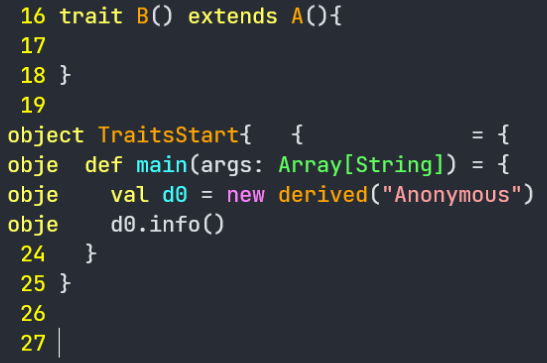 16 trait B() extends A(){
17
18 }
19
object TraitsStart{   {            = {
obje  def main(args: Array[String]) = {
obje    val d0 = new derived("Anonymous")
obje    d0.info()
24   }
25 }
26
27